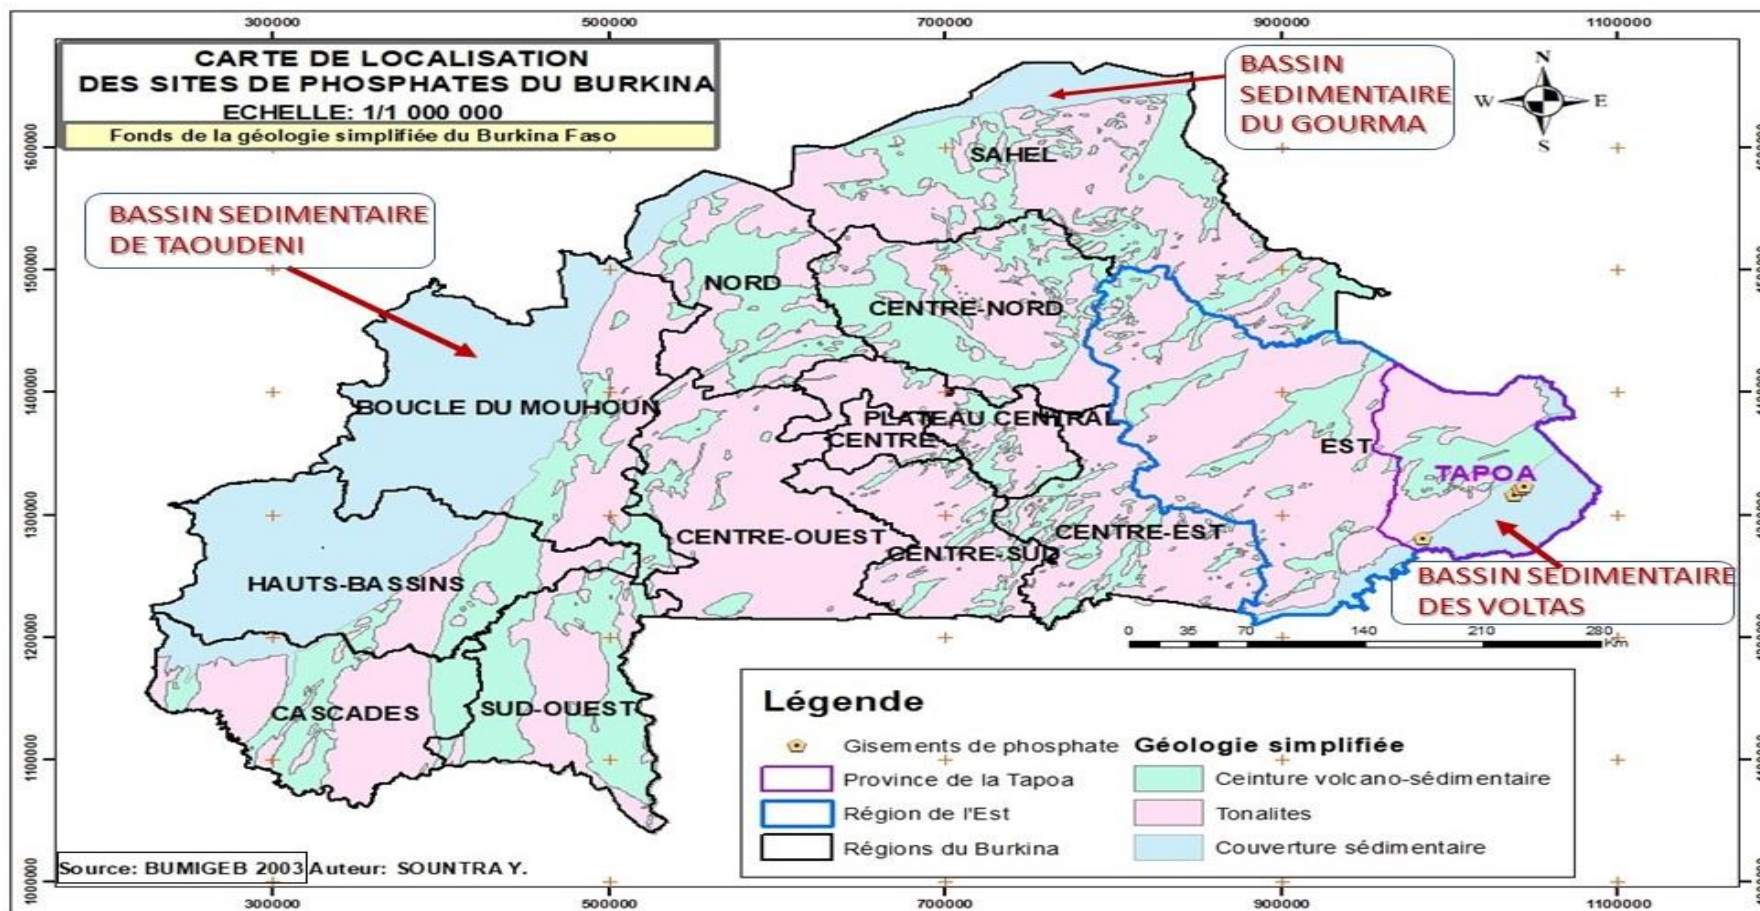 300000 500000 700000 900000 1100000
CARTE DE LOCALISATION
DES SITES DE PHOSPHATES DU BURKINA
ECHELLE: 1/1 000 000
Fonds de la géologie simplifiée du Burkina Faso
BASSIN
SEDIMENTAIRE
DU GOURMA
N
W E
S
1600000
SAHEL
BASSIN SEDIMENTAIRE
DE TAOUDENI
1500000
NORD
CENTRE-NORD
1400000
BOUCLE DU MOUHOUN
PLATEAU CENTRAL
CENTRE
EST
TAPOA
1300000
CENTRE-OUEST
CENTRE-EST
CENTRE-SUD
HAUTS-BASSINS
BASSIN SEDIMENTAIRE
DES VOLTAS
1200000
0 35 70 140 210 280
Km
CASCADES
SUD-OUEST
1100000
Légende
Gisements de phosphate
Province de la Tapoa
Région de l'Est
Régions du Burkina
Géologie simplifiée
Ceinture volcano-sédimentaire
Tonalites
Couverture sédimentaire
Source: BUMIGEB 2003 Auteur: SOUNTRA Y.
1000000
300000 500000 700000 900000 1100000